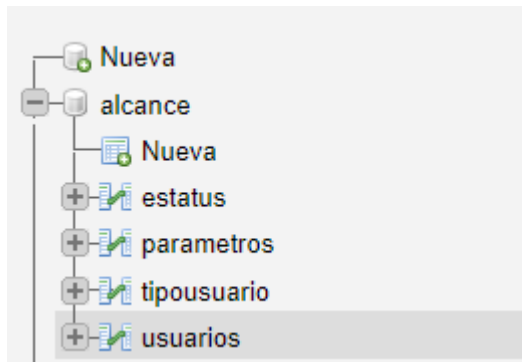 Nueva
alcance
Nueva
estatus
parametros
tipousuario
usuarios